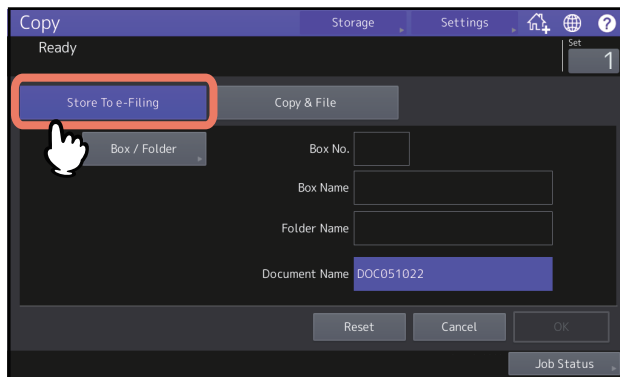 Copy Storage Settings ?
Ready Set
1
Store To e-Filing Copy & File
Box / Folder Box No.
Box Name
Folder Name
Document Name DOC051022
Reset Cancel OK
Job Status